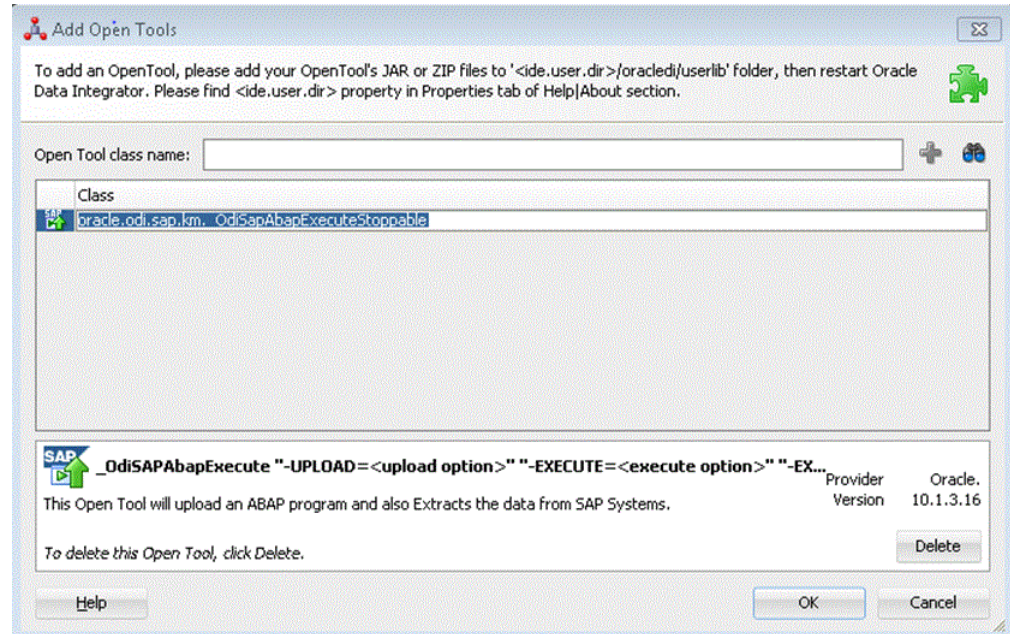 Add Open Tools
To add an OpenTool, please add your OpenTool's JAR or ZIP files to '<ide.user.dir>/oracledi/userlib' folder, then restart Oracle
Data Integrator. Please find <ide.user.dir> property in Properties tab of Help|About section.
Open Tool class name:
Class
SAP oracle.odi.sap.km._OdiSapAbapExecuteStoppable
SAP _OdiSAPAbapExecute "-UPLOAD=<upload option>" "-EXECUTE=<execute option>" "-EX...
Provider Oracle.
This Open Tool will upload an ABAP program and also Extracts the data from SAP Systems. Version 10.1.3.16
To delete this Open Tool, click Delete. Delete
Help OK Cancel